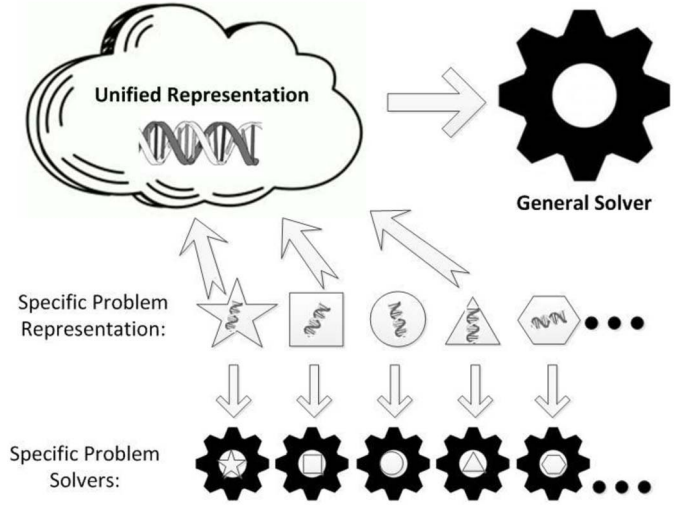 Unified Representation
General Solver
Specific Problem
Representation:
Specific Problem
Solvers: